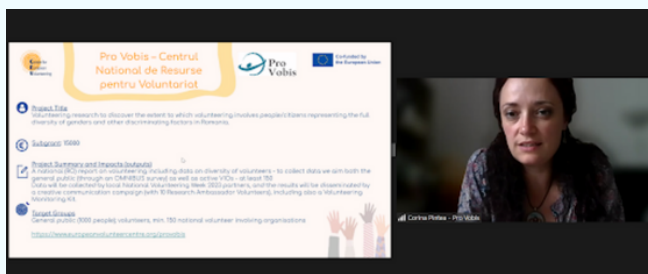 Pro Vobis – Centrul
National de Resurse
pentru Voluntariat
Pro
Vobis
Co-funded by
the European Union
Project Title
Volunteering research to discover the extent to which volunteering involves people/citizens representing the full
diversity of genders and other discriminating factors in Romania.
Subgrant: 15000
Project Summary and Impacts (outputs)
A national (RO) report on volunteering including data on diversity of volunteers - to collect data we aim both the
general public (through an OMNIBUS survey) as well as active VIOs - at least 150
Data will be collected by local National Volunteering Week 2023 partners, and the results will be disseminated by
a creative communication campaign (with 10 Research Ambassador Volunteers), including also a Volunteering
Monitoring Kit.
Target Groups
General public (1000 people) volunteers, min. 150 national volunteer involving organisations
https://www.europeanvolunteercentre.org/provobis
Corina Pintea - Pro Vobis